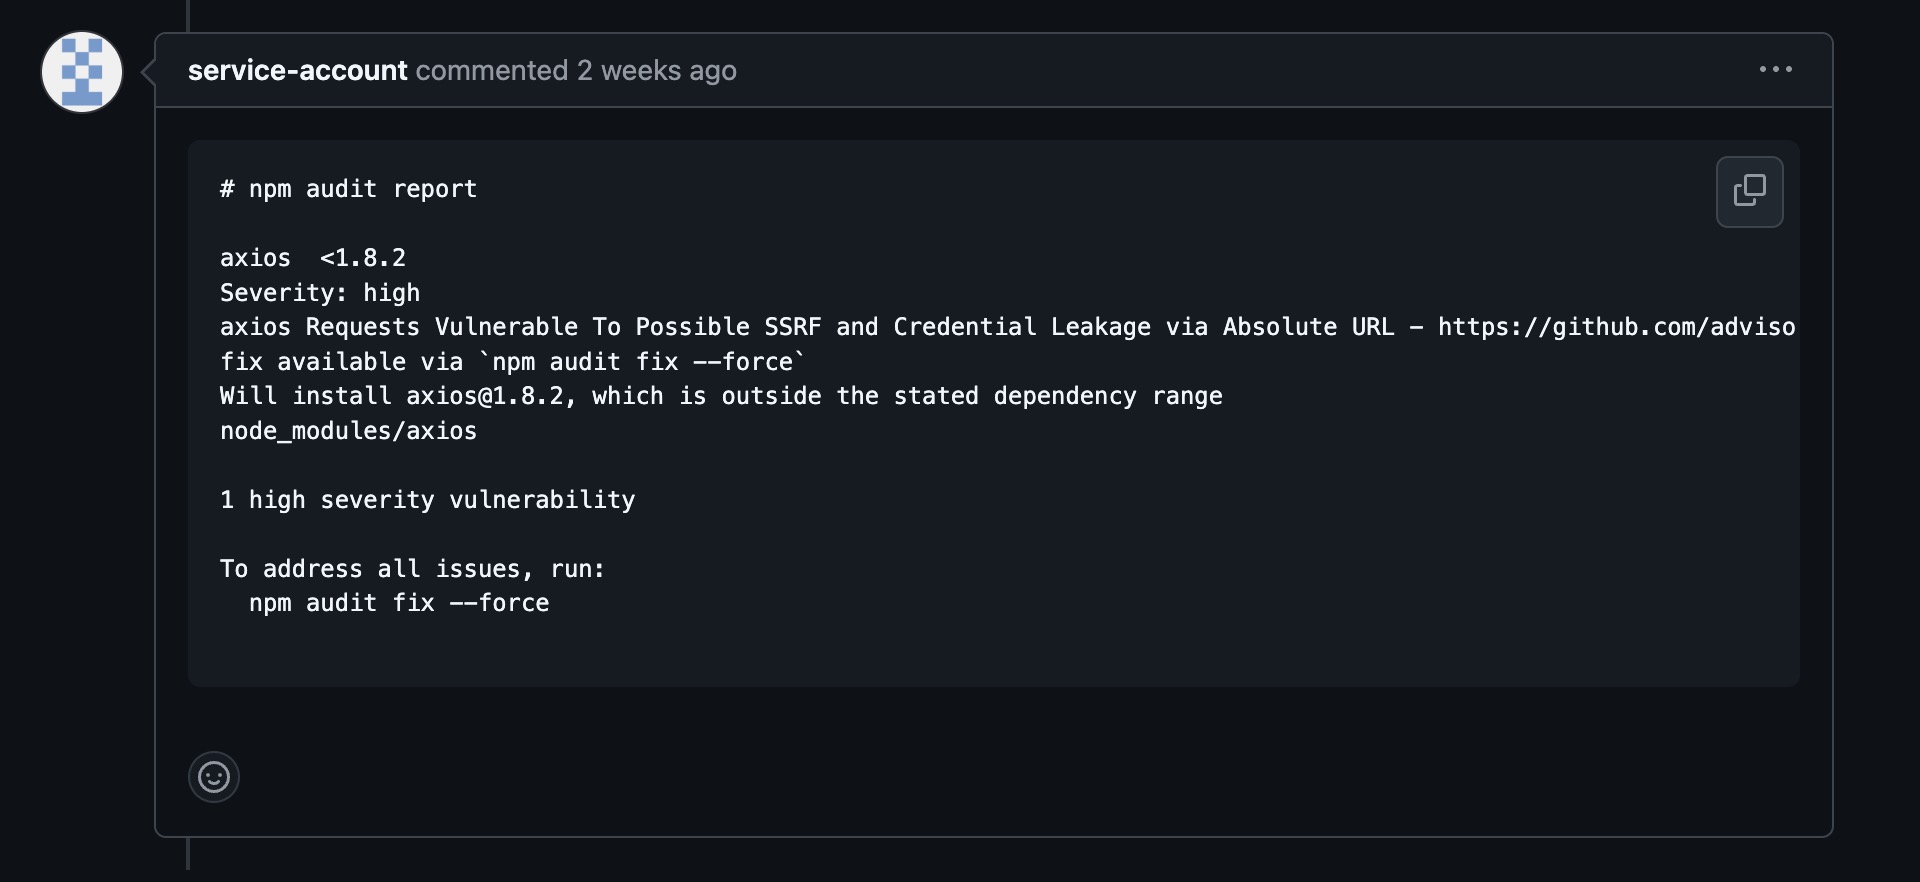 service-account commented 2 weeks ago
# npm audit report
axios  <1.8.2
Severity: high
axios Requests Vulnerable To Possible SSRF and Credential Leakage via Absolute URL - https://github.com/adviso
fix available via `npm audit fix --force`
Will install axios@1.8.2, which is outside the stated dependency range
node_modules/axios
1 high severity vulnerability
To address all issues, run:
  npm audit fix --force